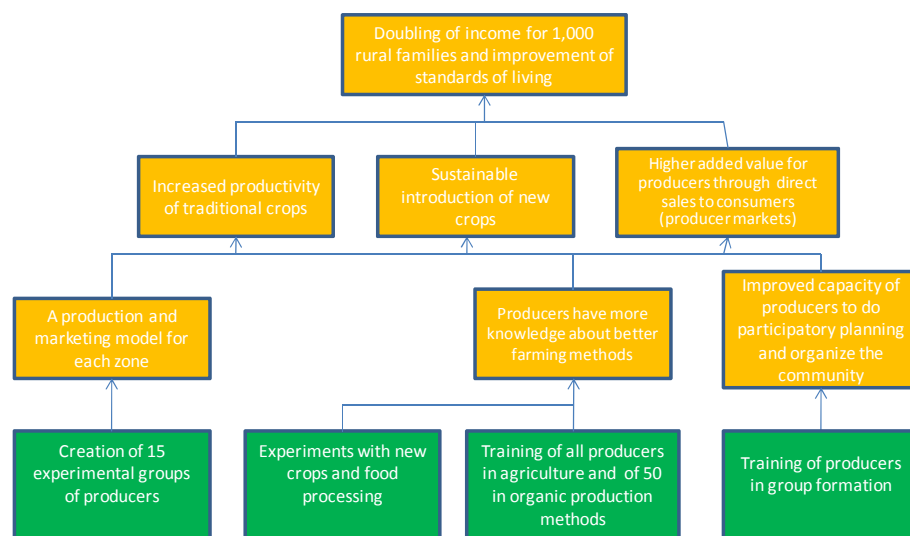 Doubling of income for 1,000
rural families and improvement of
standards of living
Increased productivity
of traditional crops
Sustainable
introduction of new
crops
Higher added value for
producers through direct
sales to consumers
(producer markets)
A production and
marketing model for
each zone
Producers have more
knowledge about better
farming methods
Improved capacity of
producers to do
participatory planning
and organize the
community
Creation of 15
experimental groups
of producers
Experiments with new
crops and food
processing
Training of all producers
in agriculture and of 50
in organic production
methods
Training of producers
in group formation